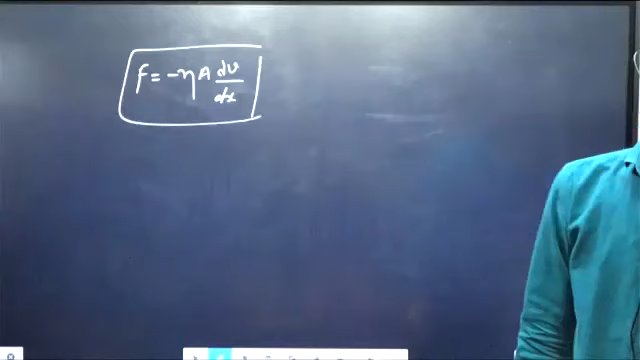 F = -ηA dv/dx